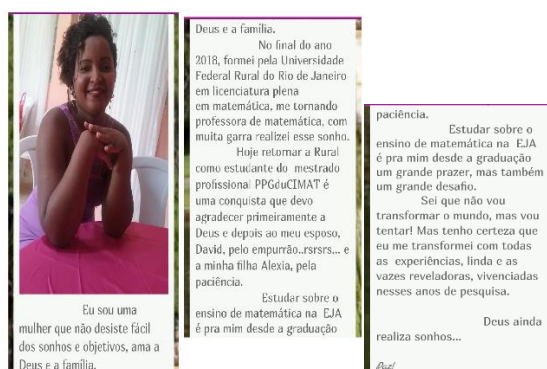 Eu sou uma
mulher que não desiste fácil
dos sonhos e objetivos, ama a
Deus e a família.
Deus e a família.
No final do ano
2018, formei pela Universidade
Federal Rural do Rio de Janeiro
em licenciatura plena
em matemática, me tornando
professora de matemática, com
muita garra realizei esse sonho.
Hoje retornar a Rural
como estudante do mestrado
profissional PPGduCIMAT é
uma conquista que devo
agradecer primeiramente a
Deus e depois ao meu esposo,
David, pelo empurrão..rsrsrs... e
a minha filha Alexia, pela
paciência.
Estudar sobre o
ensino de matemática na EJA
é pra mim desde a graduação
paciência.
Estudar sobre o
ensino de matemática na EJA
é pra mim desde a graduação
um grande prazer, mas também
um grande desafio.
Sei que não vou
transformar o mundo, mas vou
tentar! Mas tenho certeza que
eu me transformei com todas
as experiências, linda e as
vazes reveladoras, vivenciadas
nesses anos de pesquisa.
Deus ainda
realiza sonhos...